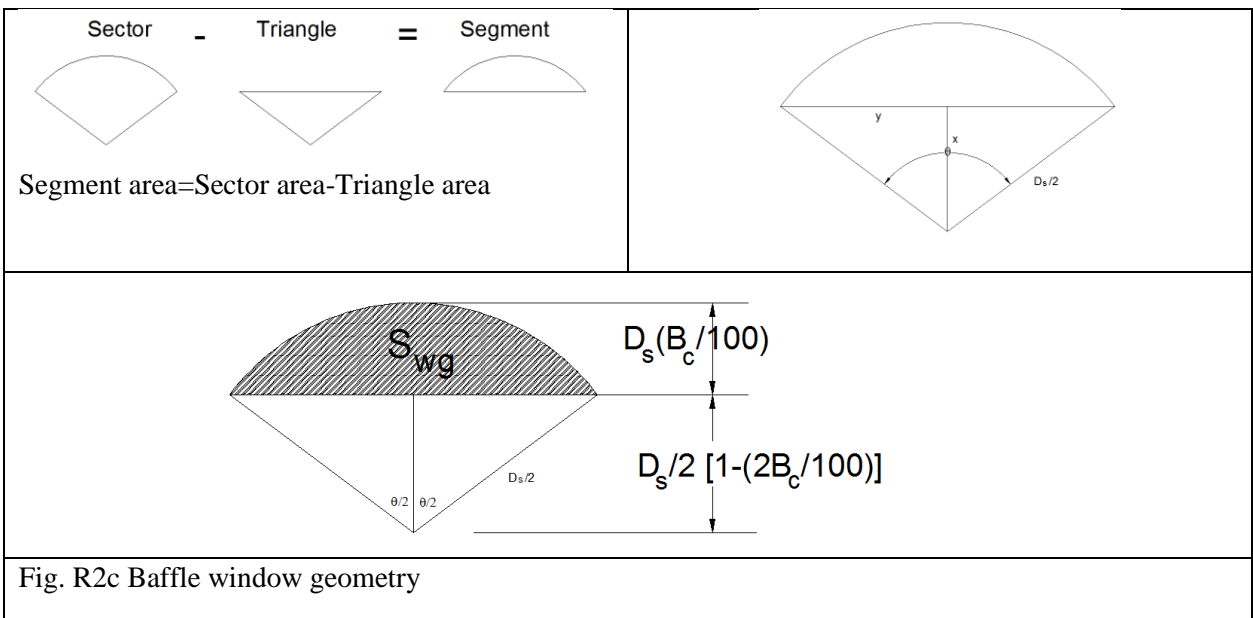 Sector - Triangle = Segment
Segment area=Sector area-Triangle area
y
x
θ
Ds/2
Swg
Ds(Bc/100)
Ds/2 [1-(2Bc/100)]
Ds/2
θ/2 θ/2
Fig. R2c Baffle window geometry